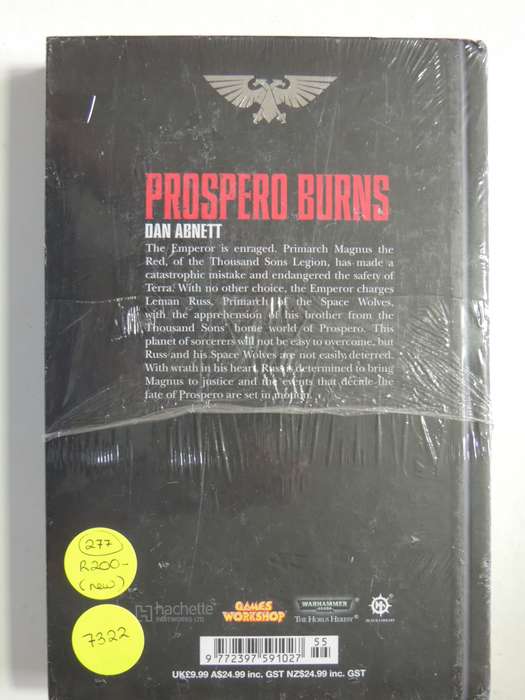 PROSPERO BURNS
DAN ABNETT
The Emperor is enraged. Primarch Magnus the
Red, of the Thousand Sons Legion, has made a
catastrophic mistake and endangered the safety of
Terra. With no other choice, the Emperor charges
Leman Russ, Primarch of the Space Wolves,
with the apprehension of his brother from the
Thousand Sons' home world of Prospero. This
planet of sorcerers will not be easy to overcome, but
Russ and his Space Wolves are not easily deterred.
With wrath in his heart, Russ is determined to bring
Magnus to justice and the events that decide the
fate of Prospero are set in motion.
277
R200-
(new)
7322
hachette
PARTWORKS LTD
GAMES
WORKSHOP
WARHAMMER
40,000
THE HORUS HERESY
BLACK LIBRARY
55
9 772397 591027
UK£9.99 A$24.99 inc. GST NZ$24.99 inc. GST